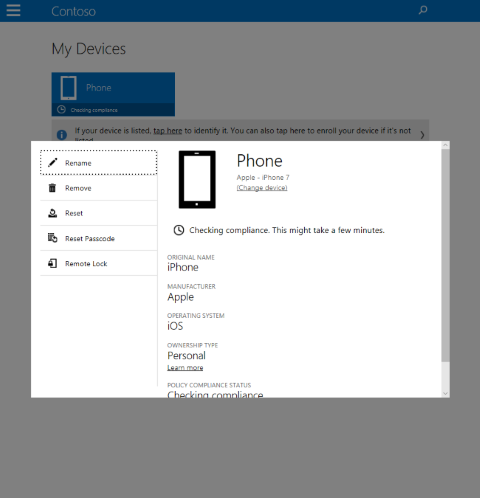 Contoso
My Devices
Phone
Checking compliance
If your device is listed, tap here to identify it. You can also tap here to enroll your device if it's not
listed
Rename
Remove
Reset
Reset Passcode
Remote Lock
Phone
Apple - iPhone 7
(Change device)
Checking compliance. This might take a few minutes.
ORIGINAL NAME
iPhone
MANUFACTURER
Apple
OPERATING SYSTEM
iOS
OWNERSHIP TYPE
Personal
Learn more
POLICY COMPLIANCE STATUS
Checking compliance